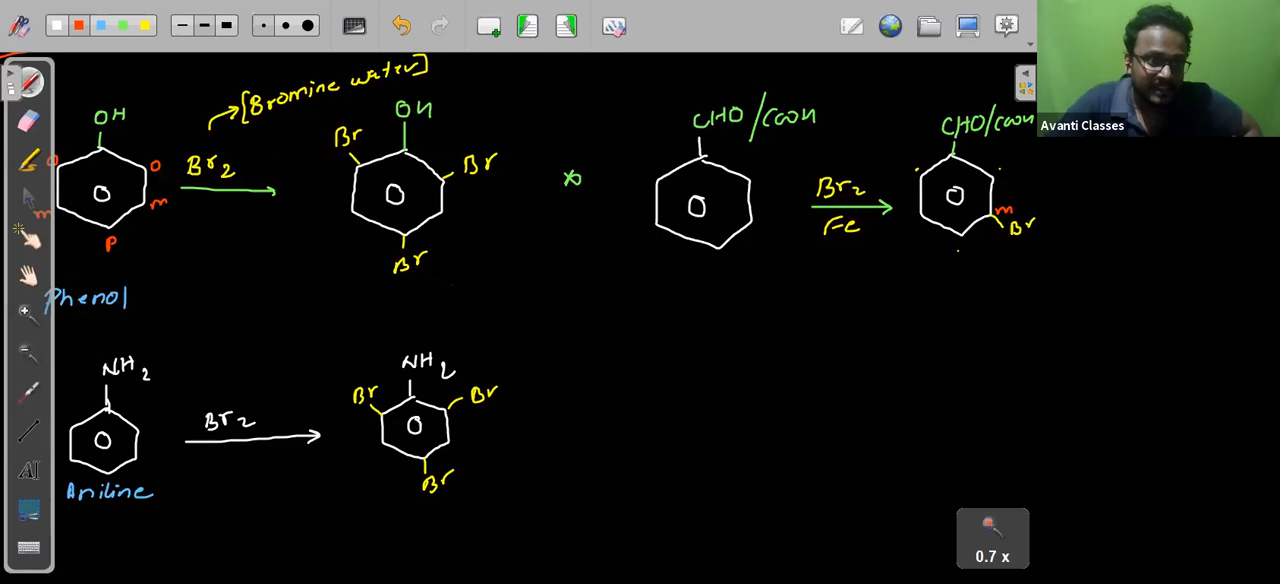 [Bromine water]
OH
Br2
o
o
m
m
p
OH
Br
Br
Br
Phenol
CHO/COOH
Br2
Fe
CHO/COOH
m
Br
NH2
Br2
Aniline
NH2
Br
Br
Br
Avanti Classes
AI
0.7 x